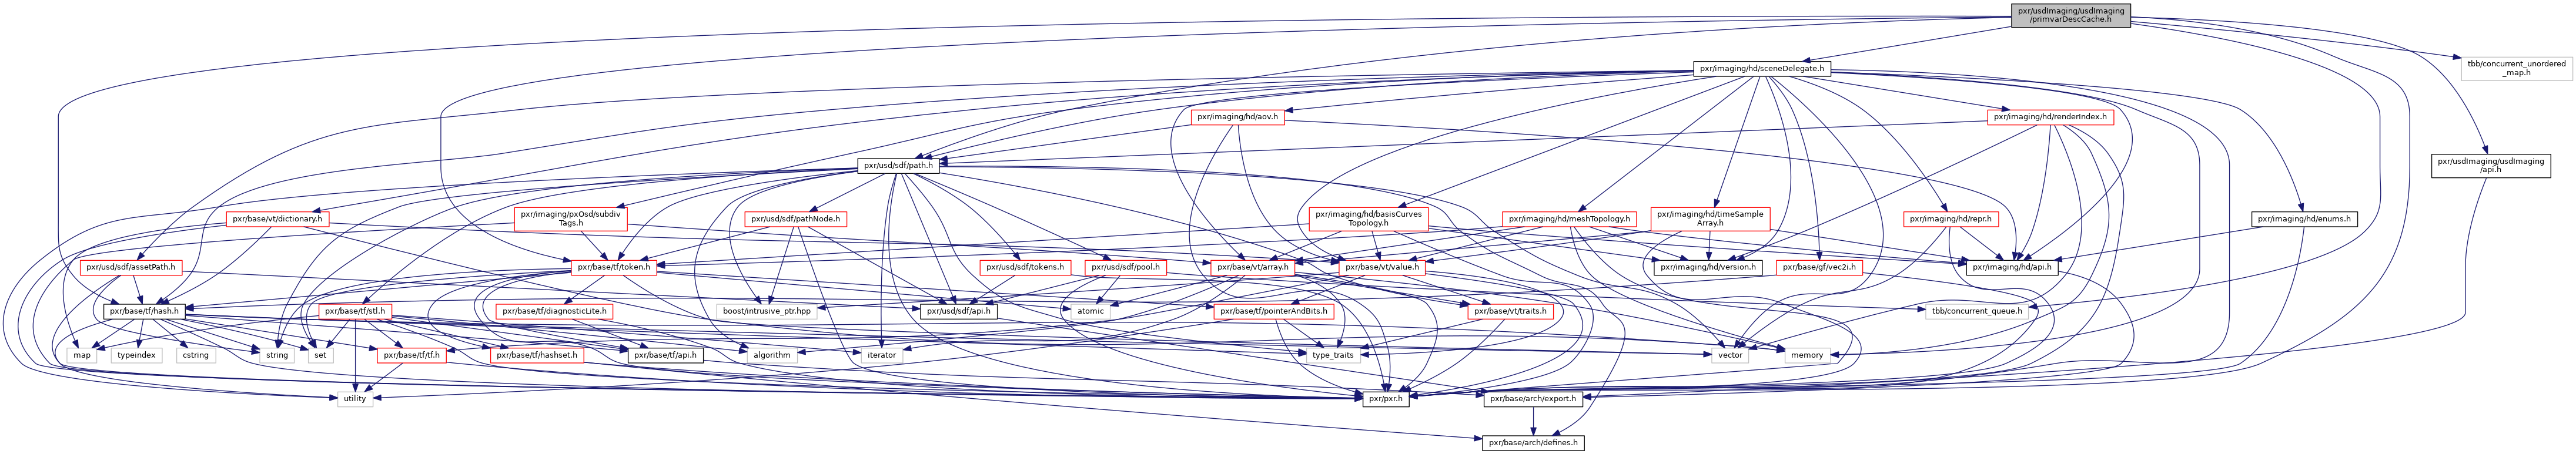 pxr/usdImaging/usdImaging
/primvarDescCache.h
pxr/imaging/hd/sceneDelegate.h
tbb/concurrent_unordered
_map.h
pxr/imaging/hd/aov.h
pxr/imaging/hd/renderIndex.h
pxr/usd/sdf/path.h
pxr/usdImaging/usdImaging
/api.h
pxr/base/vt/dictionary.h
pxr/imaging/pxOsd/subdiv
Tags.h
pxr/usd/sdf/pathNode.h
pxr/imaging/hd/basisCurves
Topology.h
pxr/imaging/hd/meshTopology.h
pxr/imaging/hd/timeSample
Array.h
pxr/imaging/hd/repr.h
pxr/imaging/hd/enums.h
pxr/usd/sdf/assetPath.h
pxr/base/tf/token.h
pxr/usd/sdf/tokens.h
pxr/usd/sdf/pool.h
pxr/base/vt/array.h
pxr/base/vt/value.h
pxr/imaging/hd/version.h
pxr/base/gf/vec2i.h
pxr/imaging/hd/api.h
pxr/base/tf/hash.h
pxr/base/tf/stl.h
pxr/base/tf/diagnosticLite.h
boost/intrusive_ptr.hpp
pxr/usd/sdf/api.h
atomic
pxr/base/tf/pointerAndBits.h
pxr/base/vt/traits.h
tbb/concurrent_queue.h
map
typeindex
cstring
string
set
pxr/base/tf/tf.h
pxr/base/tf/hashset.h
pxr/base/tf/api.h
algorithm
iterator
type_traits
vector
memory
utility
pxr/pxr.h
pxr/base/arch/export.h
pxr/base/arch/defines.h